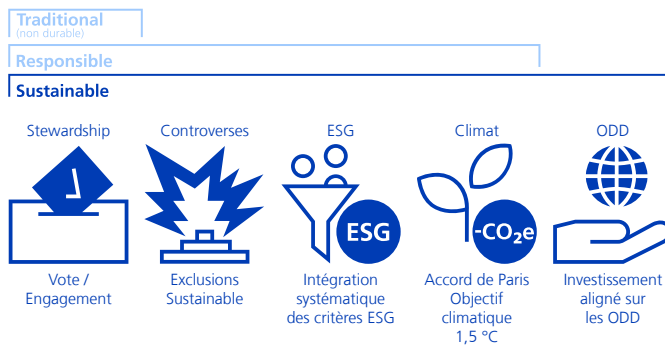 Traditional
(non durable)
Responsible
Sustainable
Stewardship
Controverses
ESG
Climat
ODD
ESG
-CO₂e
Vote /
Engagement
Exclusions
Sustainable
Intégration
systématique
des critères ESG
Accord de Paris
Objectif
climatique
1,5 °C
Investissement
aligné sur
les ODD